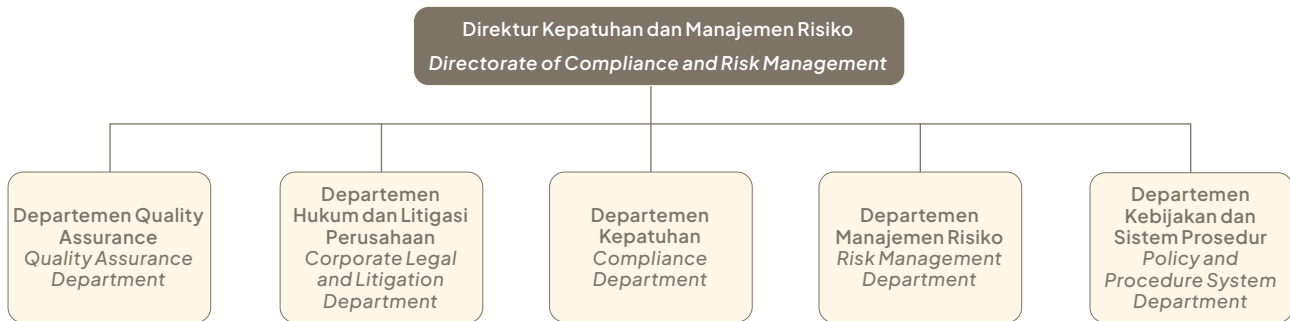 Direktur Kepatuhan dan Manajemen Risiko
Directorate of Compliance and Risk Management
Departemen Quality
Assurance
Quality Assurance
Department
Departemen
Hukum dan Litigasi
Perusahaan
Corporate Legal
and Litigation
Department
Departemen
Kepatuhan
Compliance
Department
Departemen
Manajemen Risiko
Risk Management
Department
Departemen
Kebijakan dan
Sistem Prosedur
Policy and
Procedure System
Department